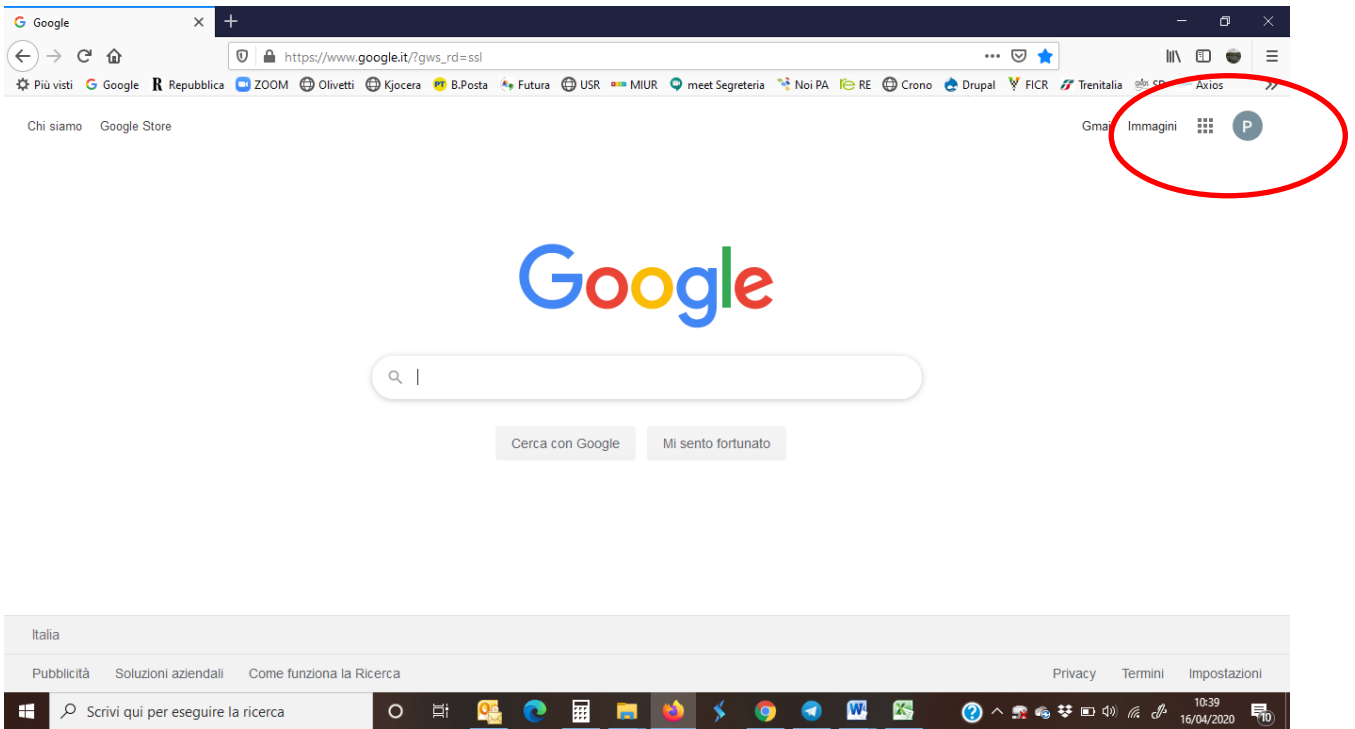 Google
https://www.google.it/?gws_rd=ssl
Più visti Google Repubblica ZOOM Olivetti Kjocera B.Posta Futura USR MIUR meet Segreteria Noi PA RE Crono Drupal FICR Trenitalia Axios
Chi siamo Google Store
Immagini P
Google
Cerca con Google Mi sento fortunato
Italia
Pubblicità Soluzioni aziendali Come funziona la Ricerca Privacy Termini Impostazioni
Scrivi qui per eseguire la ricerca
10:39
16/04/2020
10